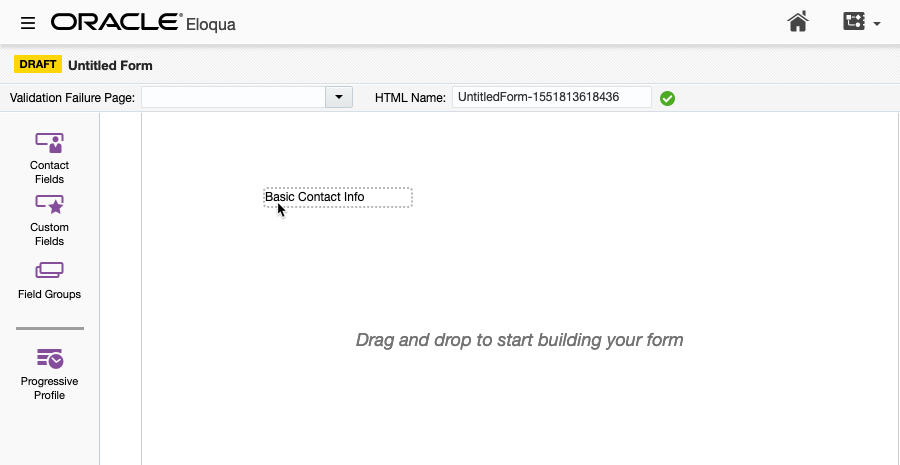 ORACLE® Eloqua
DRAFT Untitled Form
Validation Failure Page: HTML Name: UntitledForm-1551813618436
Contact
Fields
Custom
Fields
Field Groups
Progressive
Profile
Basic Contact Info
Drag and drop to start building your form